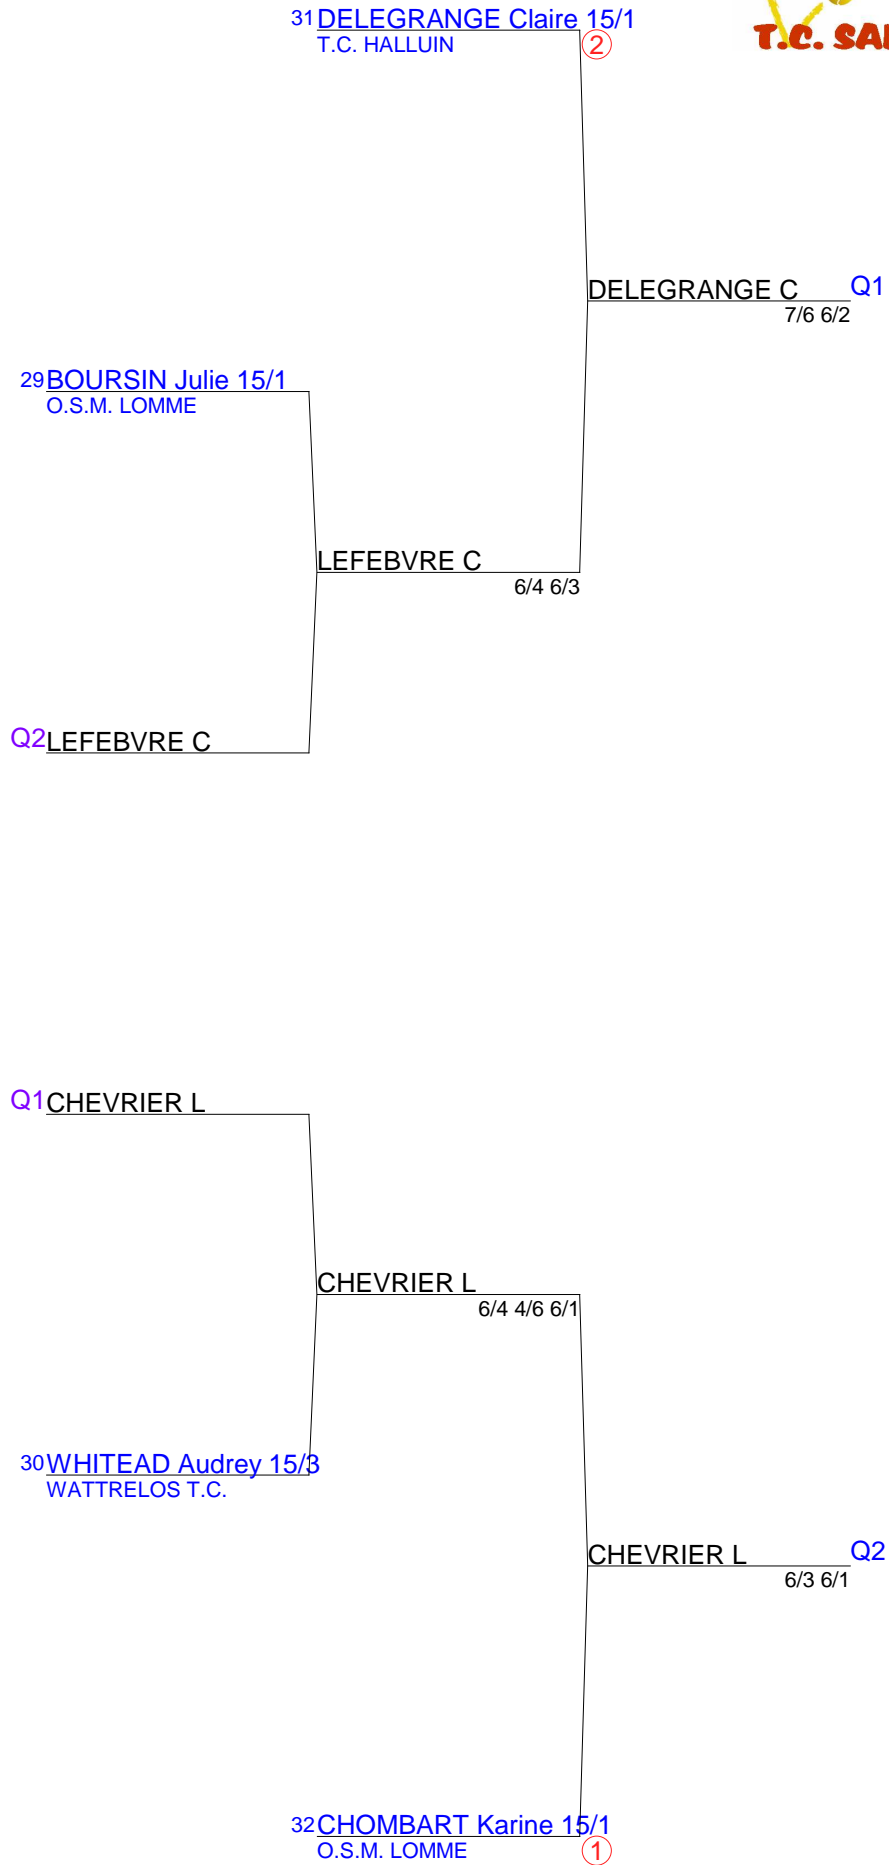 31 DELEGRANGE Claire 15/1
T.C. HALLUIN
2
T.C.
DELEGRANGE C Q1
7/6 6/2
29 BOURSIN Julie 15/1
O.S.M. LOMME
LEFEBVRE C
6/4 6/3
Q2 LEFEBVRE C
Q1 CHEVRIER L
CHEVRIER L
6/4 4/6 6/1
30 WHITEAD Audrey 15/3
WATTRELOS T.C.
CHEVRIER L Q2
6/3 6/1
32 CHOMBART Karine 15/1
O.S.M. LOMME
1